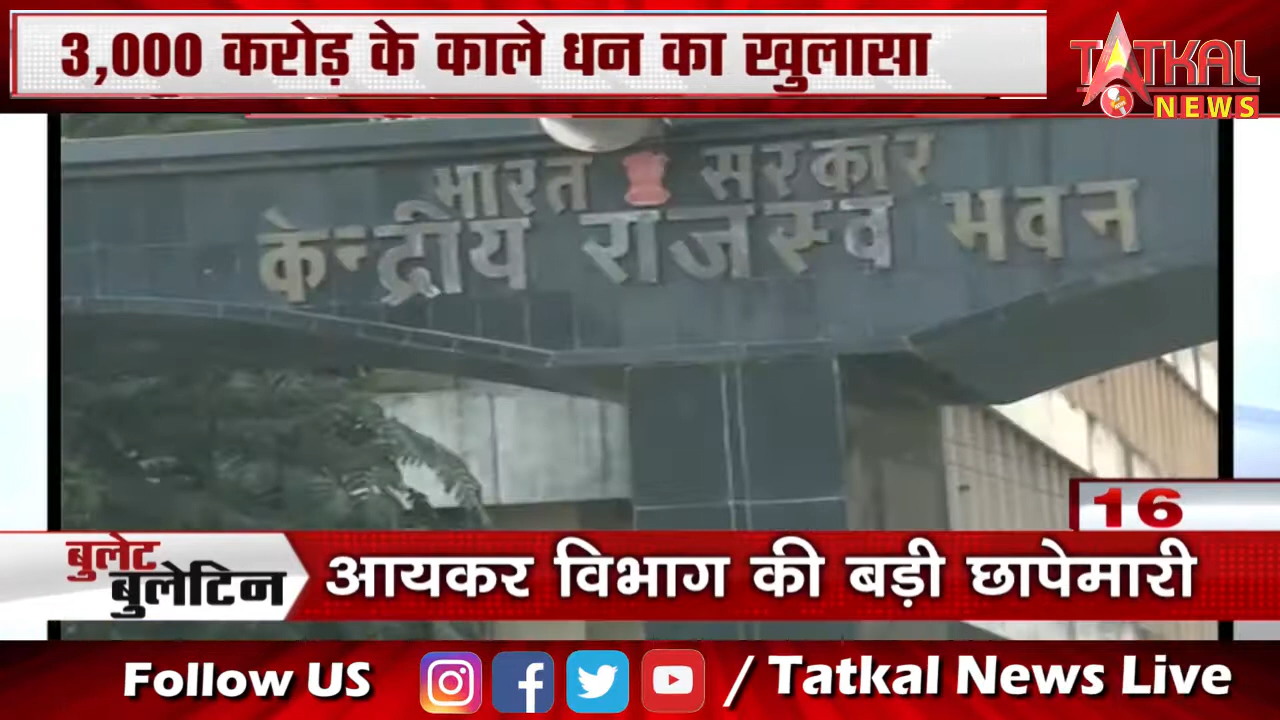 3,000 करोड़ के काले धन का खुलासा
TATKAL
NEWS
भारत सरकार
केन्द्रीय राजस्व भवन
16
बुलेट
बुलेटिन
आयकर विभाग की बड़ी छापेमारी
Follow US / Tatkal News Live